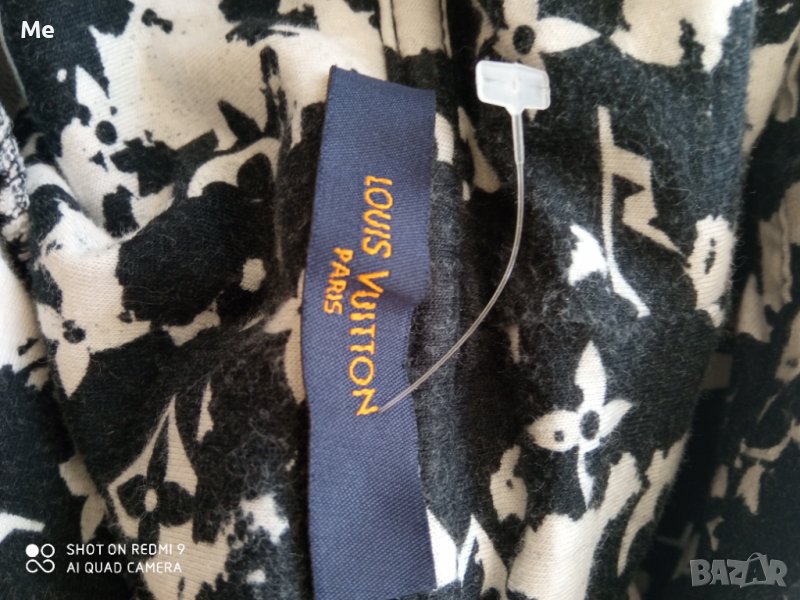 Me
LOUIS VUITTON
PARIS
SHOT ON REDMI 9
AI QUAD CAMERA
BAZAR